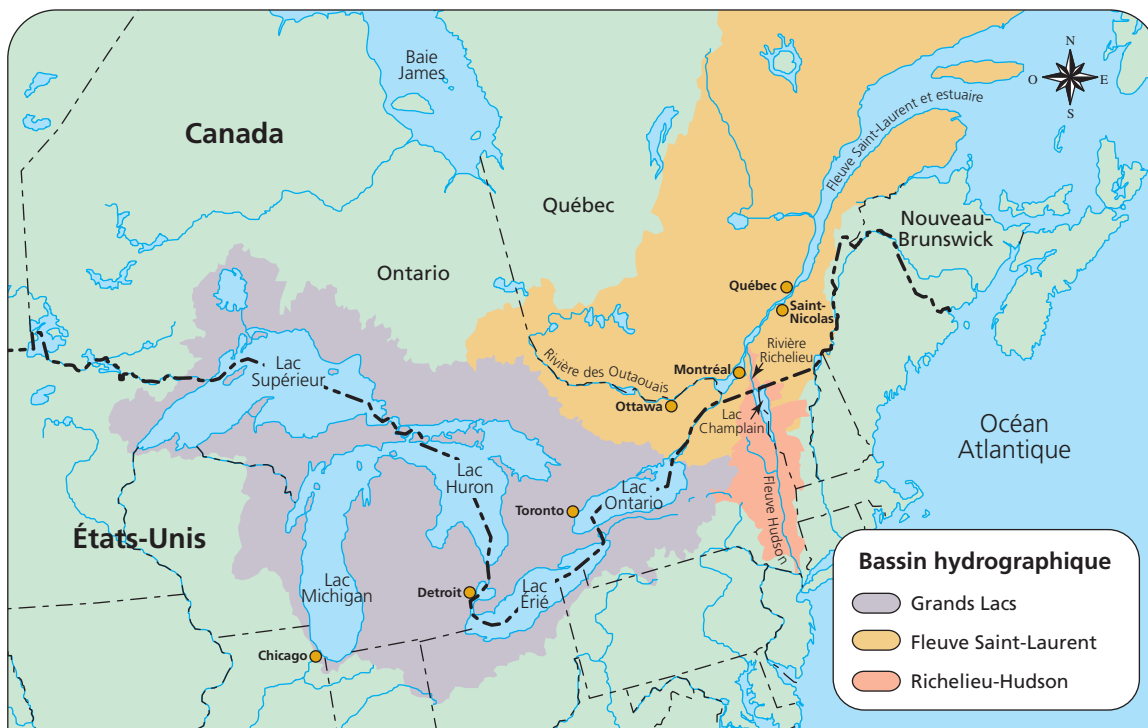 Baie
James
N
O
E
S
Canada
Fleuve Saint-Laurent et estuaire
Québec
Nouveau-
Brunswick
Ontario
Québec
Saint-
Nicolas
Rivière
Richelieu
Lac
Supérieur
Rivière des Outaouais
Montréal
Ottawa
Lac
Champlain
Océan
Atlantique
Lac
Huron
Lac
Ontario
Toronto
Fleuve Hudson
États-Unis
Lac
Michigan
Detroit
Lac
Érié
Chicago
Bassin hydrographique
Grands Lacs
Fleuve Saint-Laurent
Richelieu-Hudson